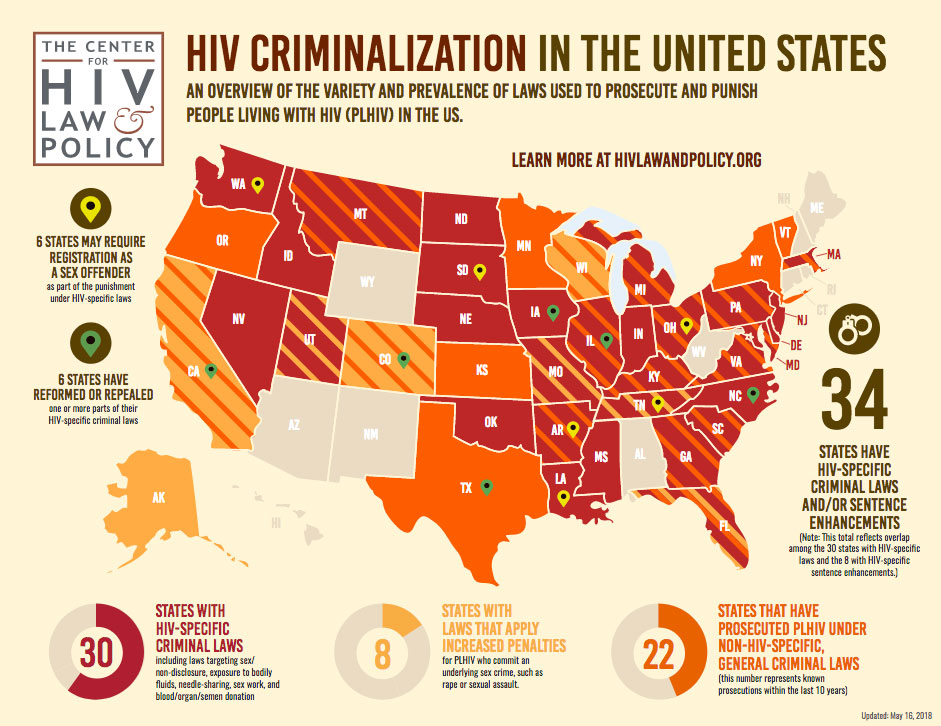 THE CENTER
FOR
HIV
LAW &
POLICY
HIV CRIMINALIZATION IN THE UNITED STATES
AN OVERVIEW OF THE VARIETY AND PREVALENCE OF LAWS USED TO PROSECUTE AND PUNISH
PEOPLE LIVING WITH HIV (PLHIV) IN THE US.
LEARN MORE AT HIVLAWANDPOLICY.ORG
6 STATES MAY REQUIRE
REGISTRATION AS
A SEX OFFENDER
as part of the punishment
under HIV-specific laws
6 STATES HAVE
REFORMED OR REPEALED
one or more parts of their
HIV-specific criminal laws
WA
OR
CA
NV
ID
MT
WY
UT
CO
AZ
NM
ND
SD
NE
KS
OK
TX
MN
IA
MO
AR
LA
WI
IL
MI
IN
OH
KY
TN
MS
AL
GA
FL
SC
NC
VA
WV
PA
NY
VT
NH
ME
MA
RI
CT
NJ
DE
MD
AK
HI
34
STATES HAVE
HIV-SPECIFIC
CRIMINAL LAWS
AND/OR SENTENCE
ENHANCEMENTS
(Note: This total reflects overlap
among the 30 states with HIV-specific
laws and the 8 with HIV-specific
sentence enhancements.)
30
STATES WITH
HIV-SPECIFIC
CRIMINAL LAWS
including laws targeting sex/
non-disclosure, exposure to bodily
fluids, needle-sharing, sex work, and
blood/organ/semen donation
8
STATES WITH
LAWS THAT APPLY
INCREASED PENALTIES
for PLHIV who commit an
underlying sex crime, such as
rape or sexual assault.
22
STATES THAT HAVE
PROSECUTED PLHIV UNDER
NON-HIV-SPECIFIC,
GENERAL CRIMINAL LAWS
(this number represents known
prosecutions within the last 10 years)
Updated: May 16, 2018